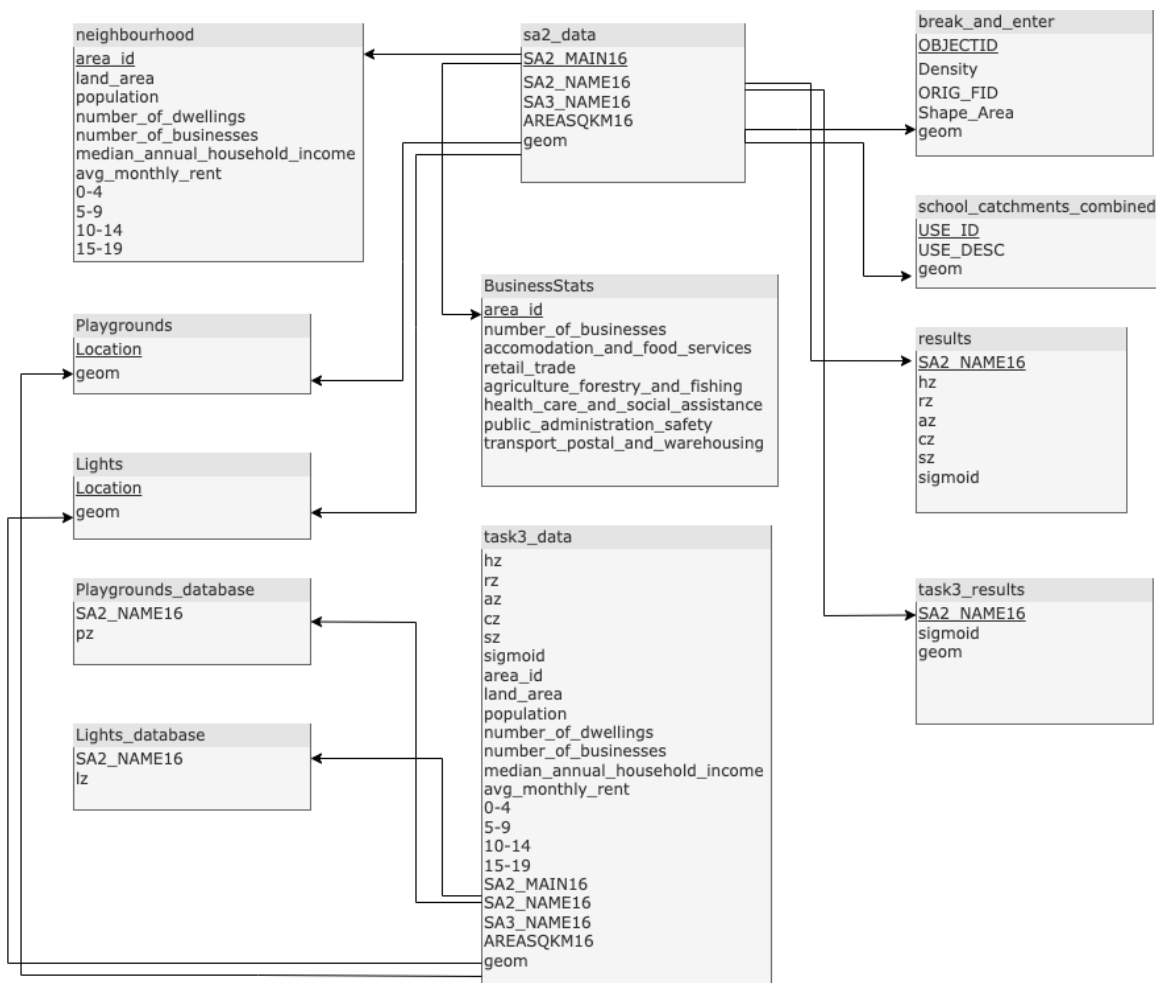 neighbourhood
area_id
land_area
population
number_of_dwellings
number_of_businesses
median_annual_household_income
avg_monthly_rent
0-4
5-9
10-14
15-19
sa2_data
SA2_MAIN16
SA2_NAME16
SA3_NAME16
AREASQKM16
geom
break_and_enter
OBJECTID
Density
ORIG_FID
Shape_Area
geom
school_catchments_combined
USE_ID
USE_DESC
geom
Playgrounds
Location
geom
BusinessStats
area_id
number_of_businesses
accomodation_and_food_services
retail_trade
agriculture_forestry_and_fishing
health_care_and_social_assistance
public_administration_safety
transport_postal_and_warehousing
results
SA2_NAME16
hz
rz
az
cz
sz
sigmoid
Lights
Location
geom
Playgrounds_database
SA2_NAME16
pz
Lights_database
SA2_NAME16
lz
task3_data
hz
rz
az
cz
sz
sigmoid
area_id
land_area
population
number_of_dwellings
number_of_businesses
median_annual_household_income
avg_monthly_rent
0-4
5-9
10-14
15-19
SA2_MAIN16
SA2_NAME16
SA3_NAME16
AREASQKM16
geom
task3_results
SA2_NAME16
sigmoid
geom